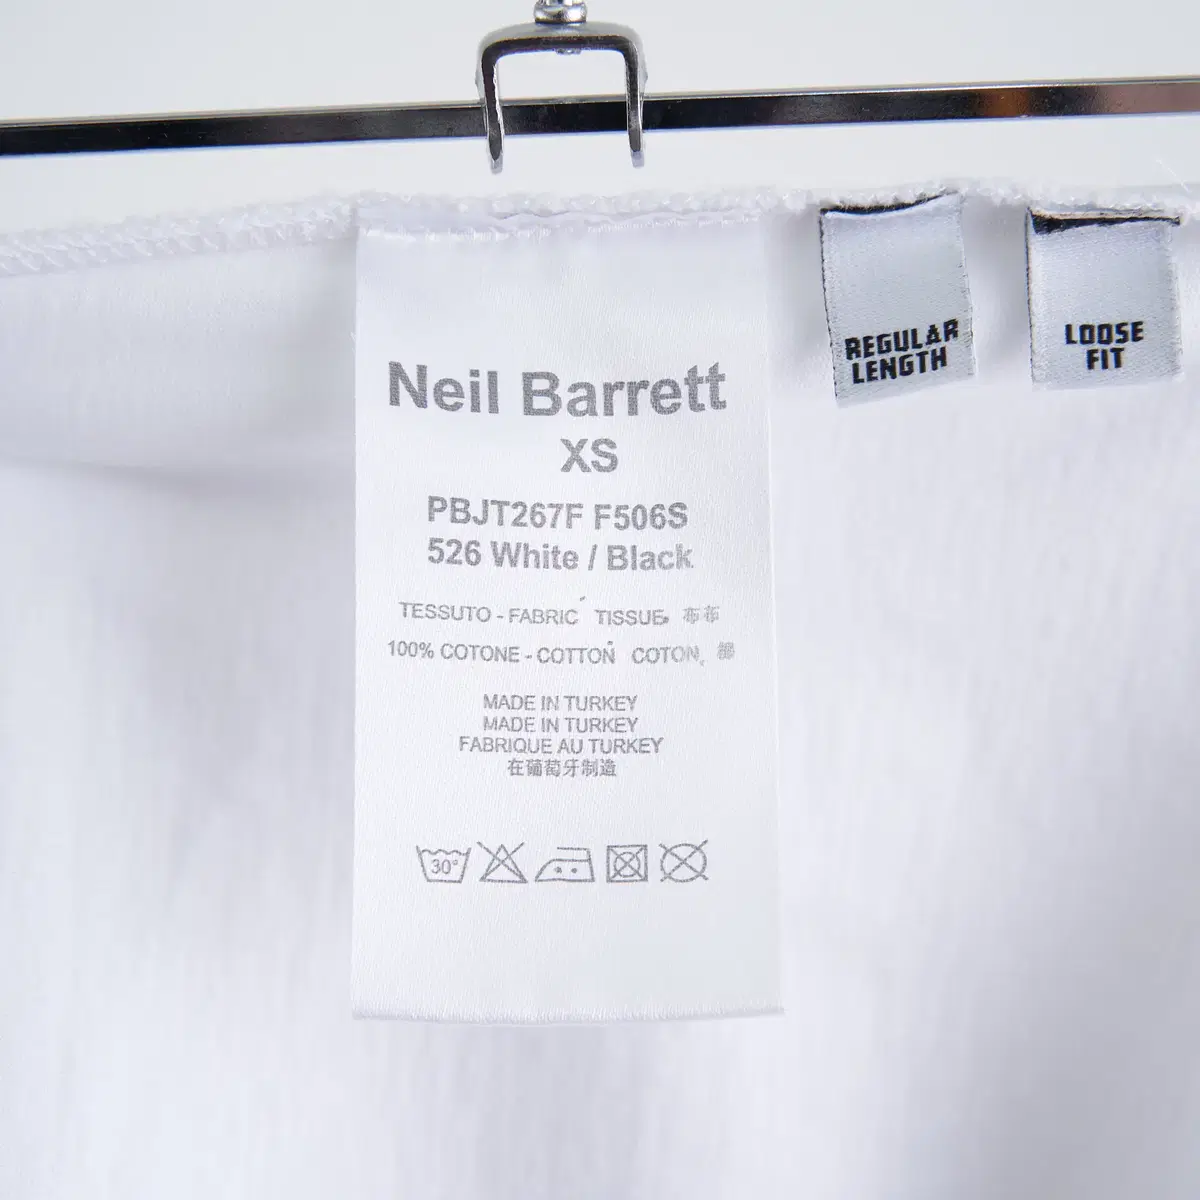 Neil Barrett
XS
PBJT267F F506S
526 White / Black
TESSUTO - FABRIC TISSUE 布布
100% COTONE - COTTON COTON, 棉
MADE IN TURKEY
MADE IN TURKEY
FABRIQUE AU TURKEY
在葡萄牙制造
30°
REGULAR
LENGTH
LOOSE
FIT